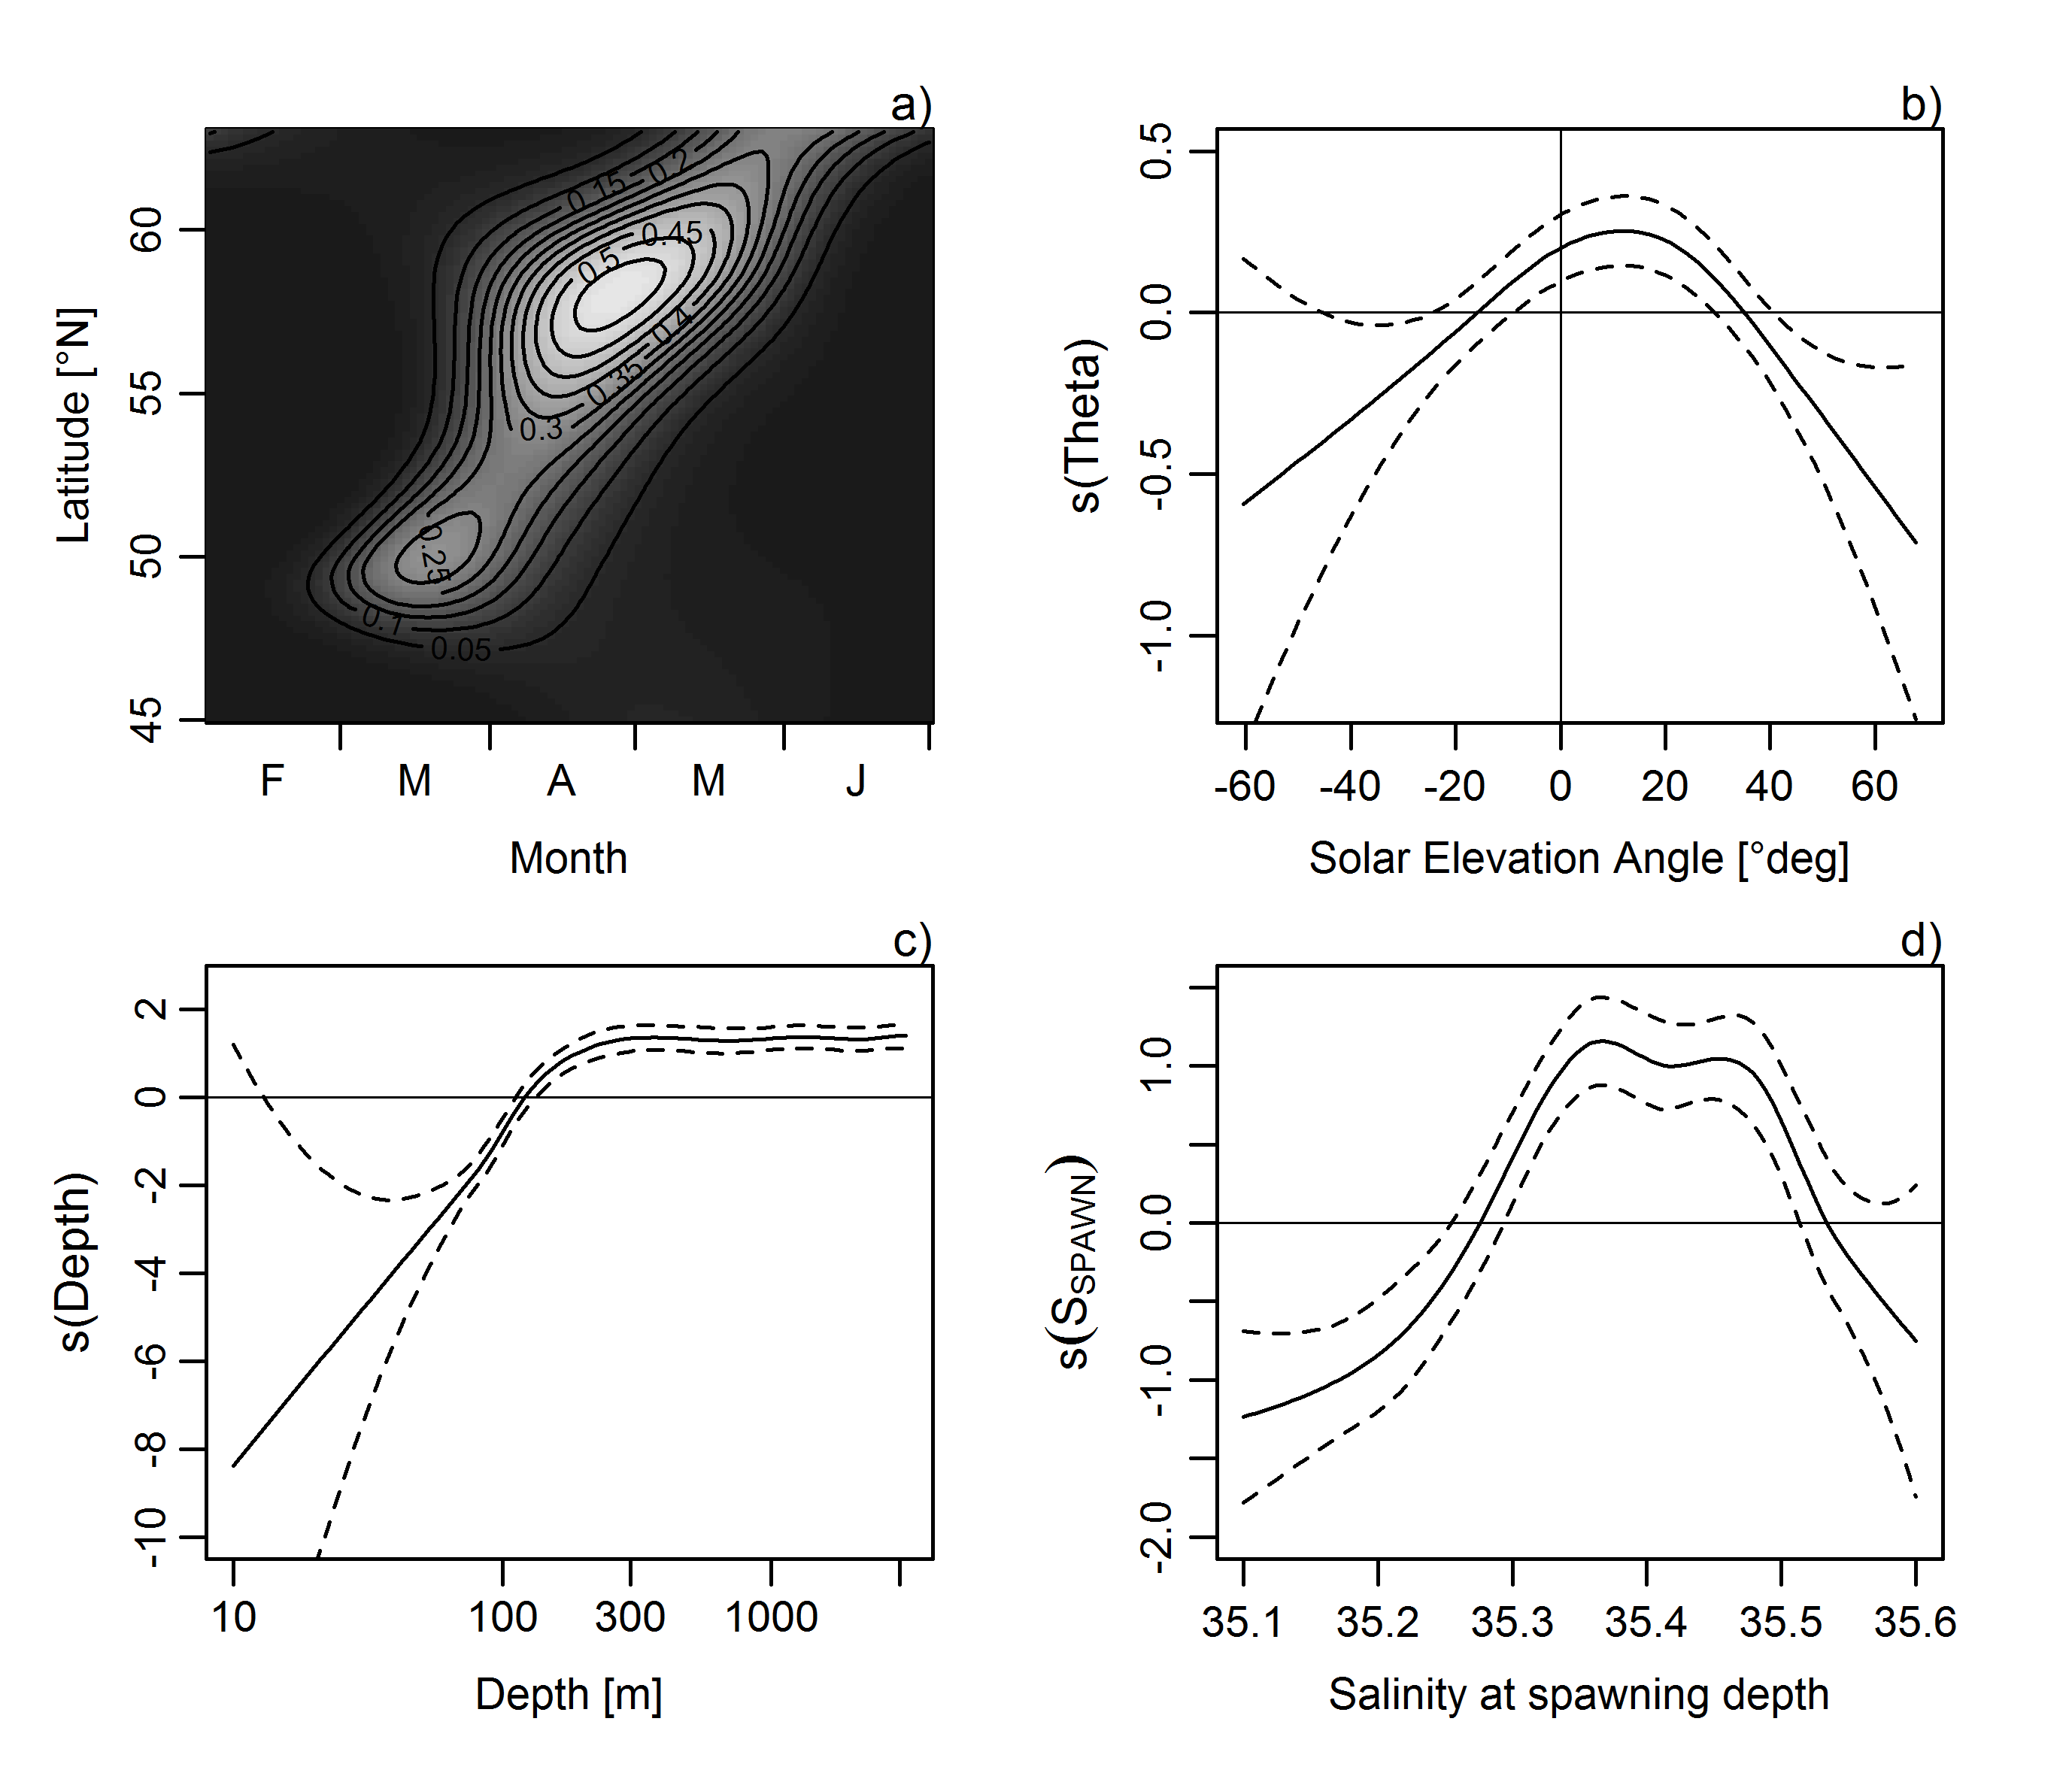 a)
0.15
0.2
0.45
0.5
0.4
0.35
0.3
0.25
0.1
0.05
60
55
50
45
Latitude [°N]
F M A M J
Month
b)
0.5
0.0
-0.5
-1.0
s(Theta)
-60 -40 -20 0 20 40 60
Solar Elevation Angle [°deg]
c)
2
0
-2
-4
-6
-8
-10
s(Depth)
10 100 300 1000
Depth [m]
d)
1.0
0.0
-1.0
-2.0
s(SSPAWN)
35.1 35.2 35.3 35.4 35.5 35.6
Salinity at spawning depth